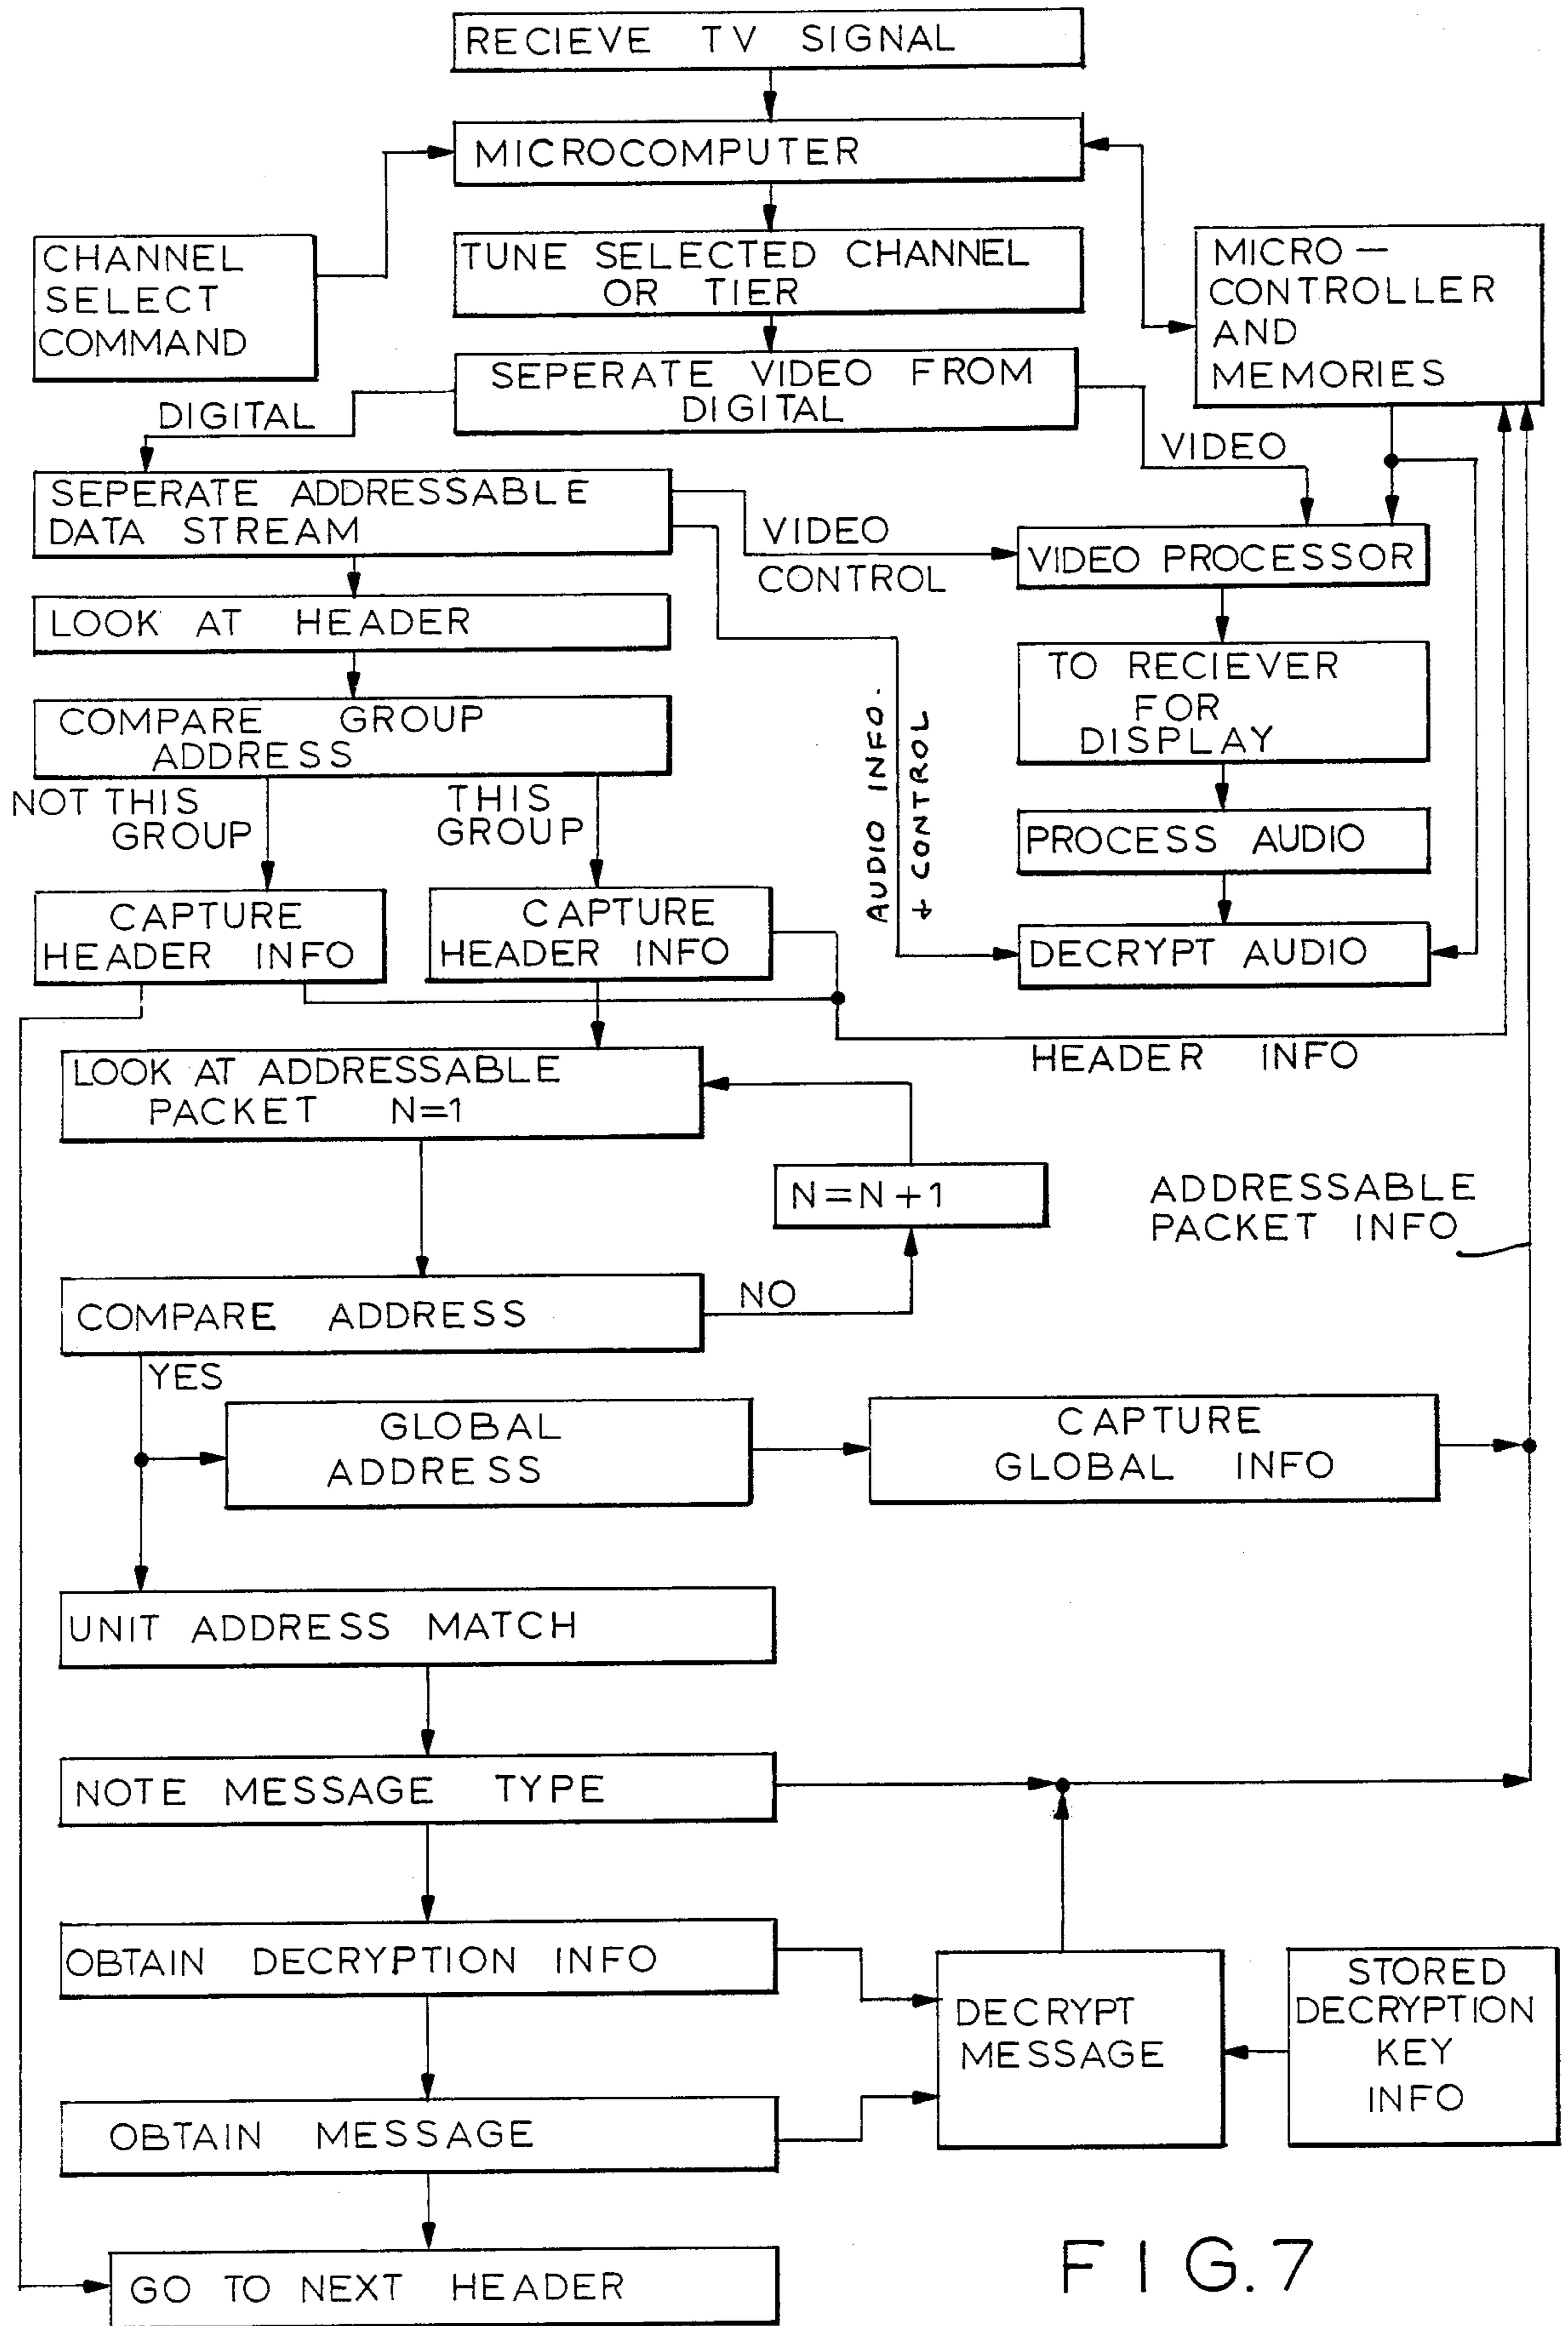 RECIEVE TV SIGNAL
MICROCOMPUTER
CHANNEL
SELECT
COMMAND
TUNE SELECTED CHANNEL
OR TIER
MICRO—
CONTROLLER
AND
MEMORIES
SEPERATE VIDEO FROM
DIGITAL
DIGITAL
VIDEO
SEPERATE ADDRESSABLE
DATA STREAM
VIDEO
CONTROL
VIDEO PROCESSOR
LOOK AT HEADER
TO RECIEVER
FOR
DISPLAY
COMPARE GROUP
ADDRESS
AUDIO INFO.
+ CONTROL
NOT THIS
GROUP
THIS
GROUP
PROCESS AUDIO
CAPTURE
HEADER INFO
CAPTURE
HEADER INFO
DECRYPT AUDIO
HEADER INFO
LOOK AT ADDRESSABLE
PACKET N=1
N=N+1
ADDRESSABLE
PACKET INFO
COMPARE ADDRESS
NO
YES
GLOBAL
ADDRESS
CAPTURE
GLOBAL INFO
UNIT ADDRESS MATCH
NOTE MESSAGE TYPE
OBTAIN DECRYPTION INFO
DECRYPT
MESSAGE
STORED
DECRYPTION
KEY
INFO
OBTAIN MESSAGE
GO TO NEXT HEADER
FIG.7